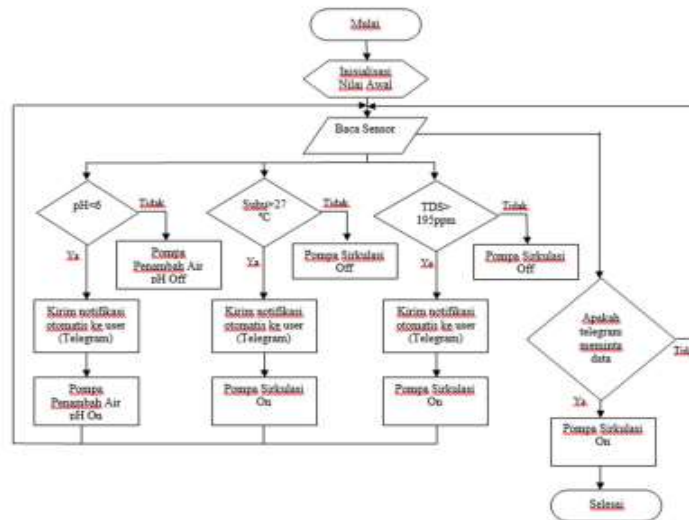 Mulai
Inisialisasi
Nilai Awal
Baca Sensor
pH<6
Tidak
Ya
Pompa
Penambah Air
pH Off
Kirim notifikasi
otomatis ke user
(Telegram)
Pompa
Penambah Air
pH On
Suhu>27
°C
Tidak
Ya
Pompa Sirkulasi
Off
Kirim notifikasi
otomatis ke user
(Telegram)
Pompa Sirkulasi
On
TDS>
195ppm
Tidak
Ya
Pompa Sirkulasi
Off
Kirim notifikasi
otomatis ke user
(Telegram)
Pompa Sirkulasi
On
Apakah
telegram
meminta
data
Tid
Ya
Pompa Sirkulasi
On
Selesai